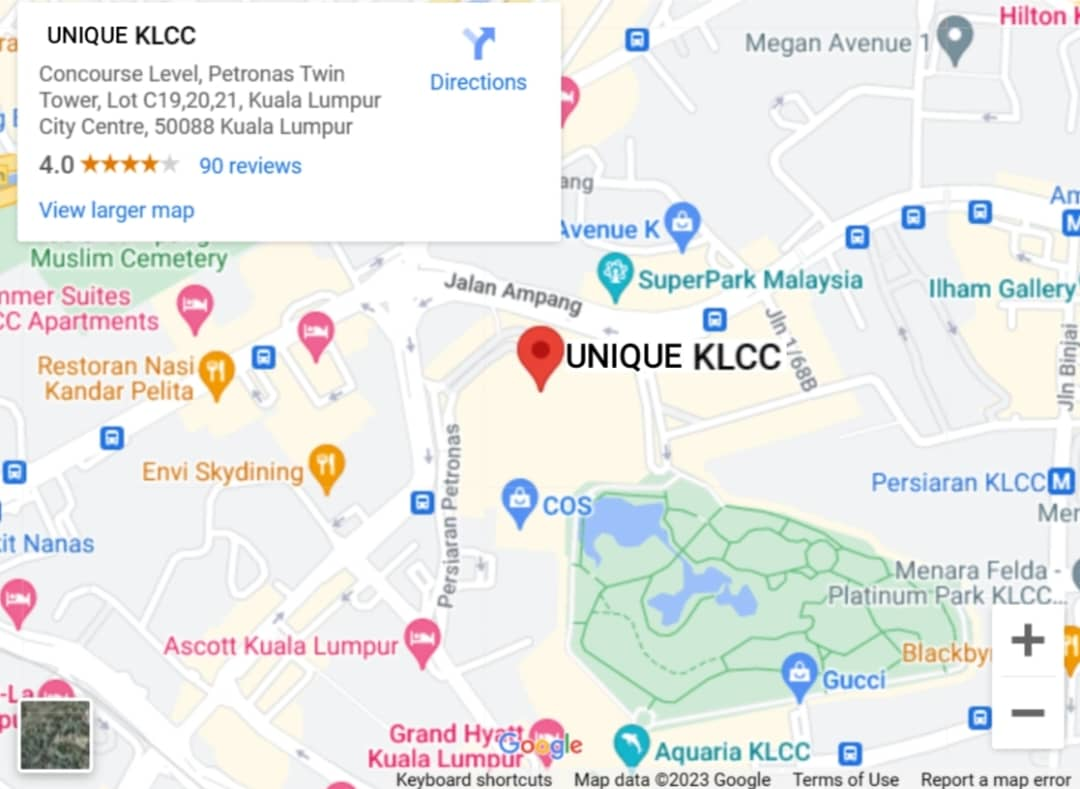 UNIQUE KLCC
Concourse Level, Petronas Twin
Tower, Lot C19,20,21, Kuala Lumpur
City Centre, 50088 Kuala Lumpur
4.0 90 reviews
View larger map
Directions
Hilton
Megan Avenue 1
ang
Avenue K
SuperPark Malaysia
Muslim Cemetery
Ilham Gallery
Jalan Ampang
mmer Suites
CC Apartments
Jln 1/68B
Jln Binjai
UNIQUE KLCC
Restoran Nasi
Kandar Pelita
Envi Skydining
Persiaran Petronas
COS
Persiaran KLCC
M
Mer
kit Nanas
Menara Felda -
Platinum Park KLCC...
Ascott Kuala Lumpur
Blackby
Gucci
-La
Grand Hyatt
Kuala Lumpur
Google
Aquaria KLCC
Keyboard shortcuts Map data ©2023 Google Terms of Use Report a map error